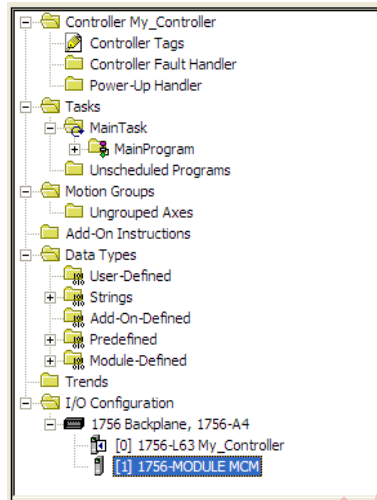 Controller My_Controller
Controller Tags
Controller Fault Handler
Power-Up Handler
Tasks
MainTask
MainProgram
Unscheduled Programs
Motion Groups
Ungrouped Axes
Add-On Instructions
Data Types
User-Defined
Strings
Add-On-Defined
Predefined
Module-Defined
Trends
I/O Configuration
1756 Backplane, 1756-A4
[0] 1756-L63 My_Controller
[1] 1756-MODULE MCM